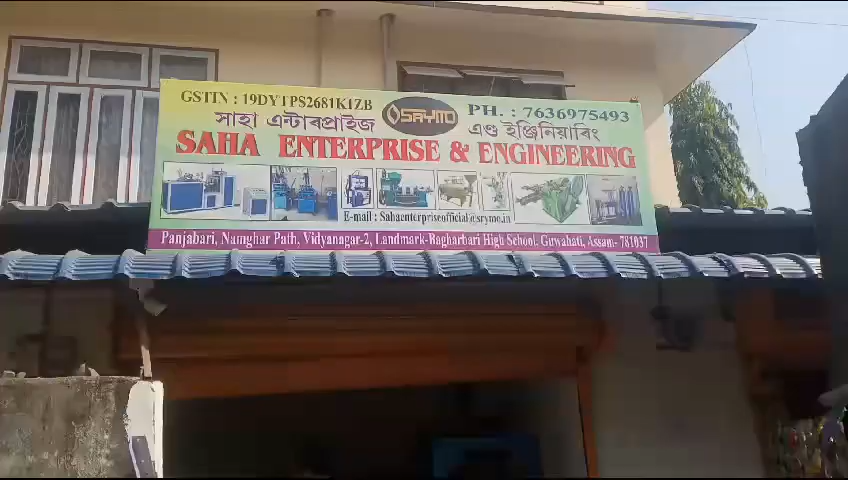 GSTIN : 19DYTPS2681K1ZB
SRYMO
PH. : 7636975493
সাহা এন্টাৰপ্ৰাইজ এণ্ড ইঞ্জিনিয়াৰিং
SAHA ENTERPRISE & ENGINEERING
E-mail : Sahaenterpriseofficial@srymo.in
Panjabari, Namghar Path, Vidyanagar-2, Landmark-Bagharbari High School, Guwahati, Assam- 781037